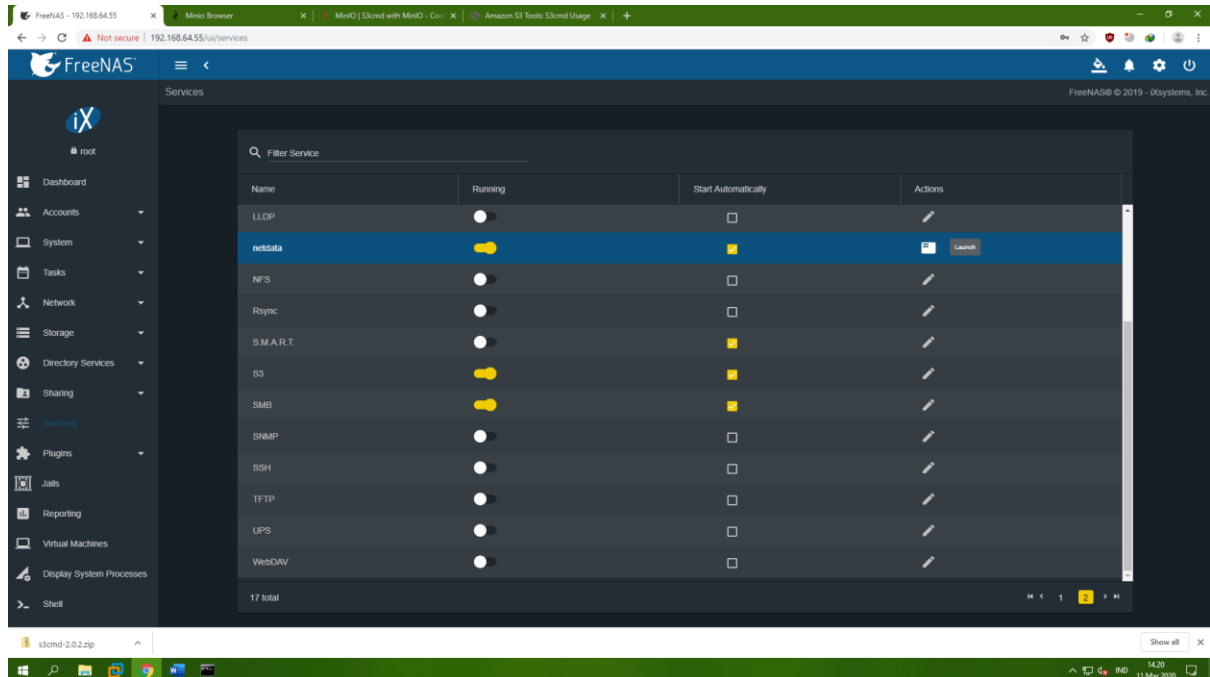 FreeNAS - 192.168.64.55 × Minio Browser × MinIO | S3cmd with MinIO - Coo × Amazon S3 Tools: S3cmd Usage × +
Not secure | 192.168.64.55/ui/services
FreeNAS
Services FreeNAS® © 2019 - iXsystems, Inc.
iX
root
Filter Service
Name Running Start Automatically Actions
Dashboard
Accounts
System
Tasks
Network
Storage
Directory Services
Sharing
Services
Plugins
Jails
Reporting
Virtual Machines
Display System Processes
Shell
LLDP
netdata Launch
NFS
Rsync
S.M.A.R.T.
S3
SMB
SNMP
SSH
TFTP
UPS
WebDAV
17 total 1 2
s3cmd-2.0.2.zip Show all
IND 14.20
11 Mar 2020